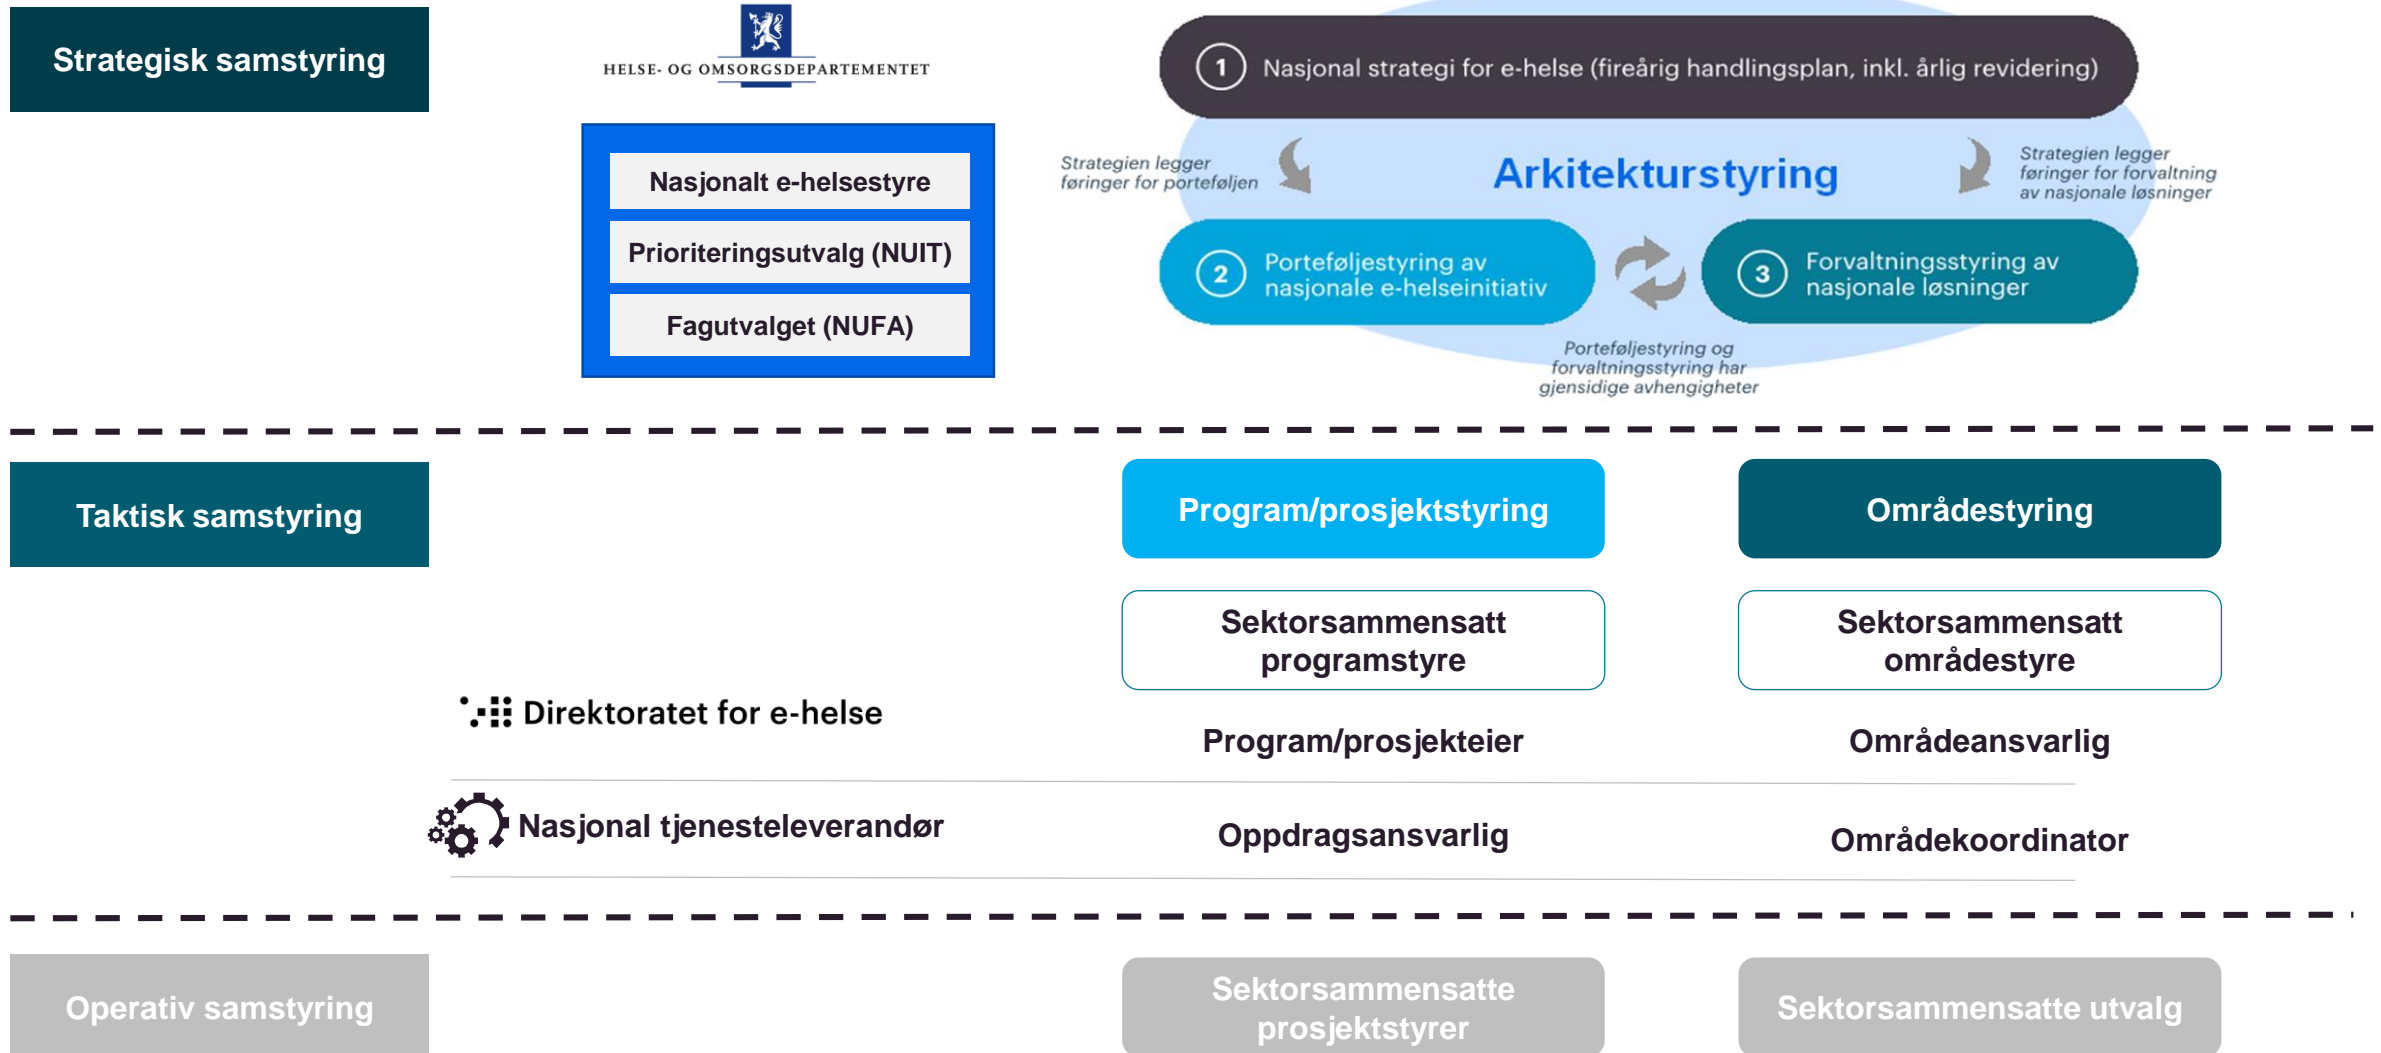 Strategisk samstyring
HELSE- OG OMSORGSDEPARTEMENTET
Nasjonalt e-helsestyre
Prioriteringsutvalg (NUIT)
Fagutvalget (NUFA)
1 Nasjonal strategi for e-helse (fireårig handlingsplan, inkl. årlig revidering)
Strategien legger
føringer for porteføljen
Arkitekturstyring
Strategien legger
føringer for forvaltning
av nasjonale løsninger
2 Porteføljestyring av
nasjonale e-helseinitiativ
3 Forvaltningsstyring av
nasjonale løsninger
Porteføljestyring og
forvaltningsstyring har
gjensidige avhengigheter
Taktisk samstyring
Program/prosjektstyring
Områdestyring
Sektorsammensatt
programstyre
Sektorsammensatt
områdestyre
Direktoratet for e-helse
Program/prosjekteier
Områdeansvarlig
Nasjonal tjenesteleverandør
Oppdragsansvarlig
Områdekoordinator
Operativ samstyring
Sektorsammensatte
prosjektstyrer
Sektorsammensatte utvalg